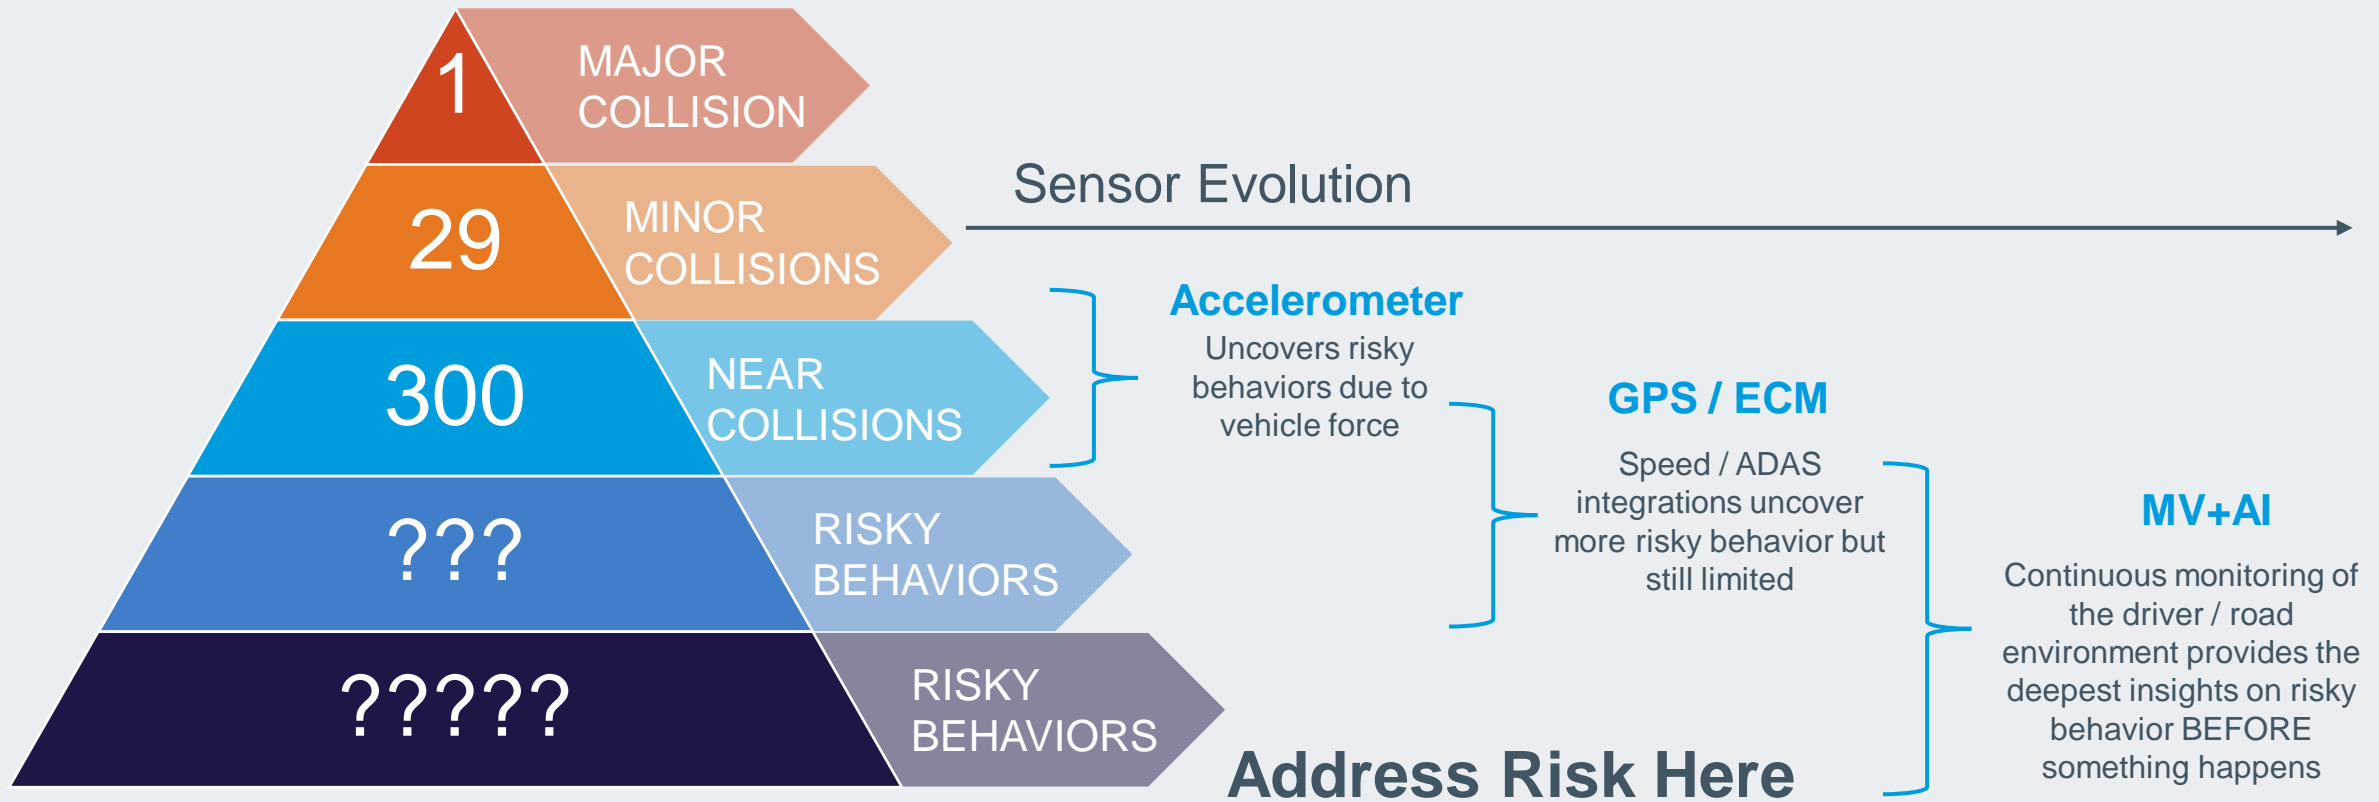 1
MAJOR
COLLISION
29
MINOR
COLLISIONS
300
NEAR
COLLISIONS
???
RISKY
BEHAVIORS
?????
RISKY
BEHAVIORS
Sensor Evolution
Accelerometer
Uncovers risky
behaviors due to
vehicle force
GPS / ECM
Speed / ADAS
integrations uncover
more risky behavior but
still limited
MV+AI
Continuous monitoring of
the driver / road
environment provides the
deepest insights on risky
behavior BEFORE
something happens
Address Risk Here